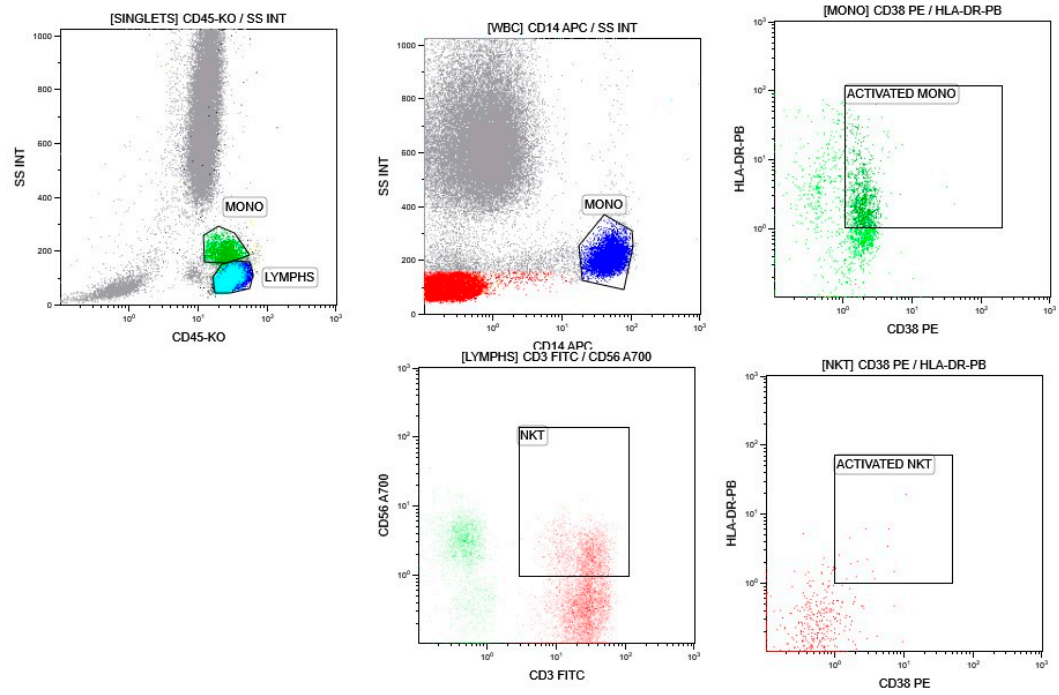 [SINGLETS] CD45-KO / SS INT
1000
800
600
400
200
0
SS INT
MONO
LYMPHS
10⁰
10¹
10²
10³
CD45-KO
[WBC] CD14 APC / SS INT
1000
800
600
400
200
0
SS INT
MONO
10⁰
10¹
10²
10³
CD14 APC
[MONO] CD38 PE / HLA-DR-PB
10³
10²
10¹
10⁰
HLA-DR-PB
ACTIVATED MONO
10⁰
10¹
10²
10³
CD38 PE
[LYMPHS] CD3 FITC / CD56 A700
10³
10²
10¹
10⁰
CD56 A700
NKT
10⁰
10¹
10²
10³
CD3 FITC
[NKT] CD38 PE / HLA-DR-PB
10³
10²
10¹
10⁰
HLA-DR-PB
ACTIVATED NKT
10⁰
10¹
10²
10³
CD38 PE